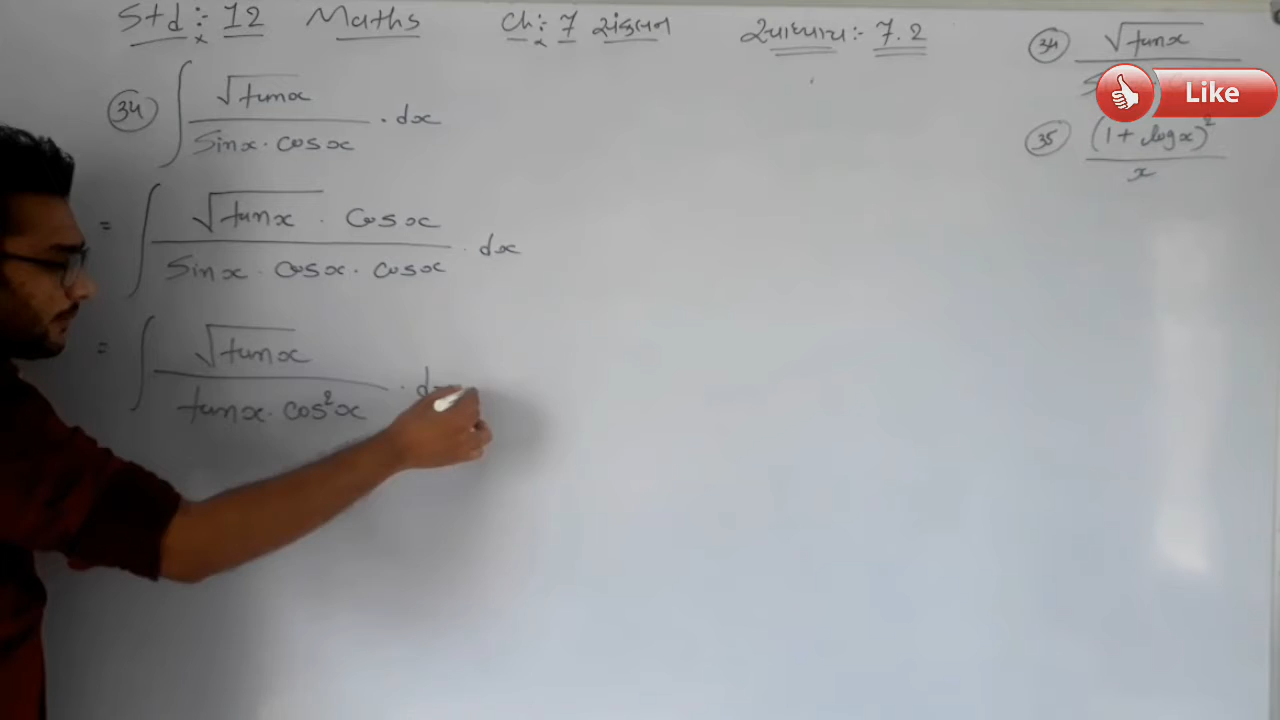 Std : 12 Maths Ch : 7 સંકલન સ્વાધ્યાય :- 7.2
(34) ∫ √tanx / Sinx · cosx · dx
= ∫ √tanx · Cosx / Sinx · Cosx · cosx · dx
= ∫ √tanx / tanx · cos²x ·
(34) √tanx
Like
(35) (1 + logx)² / x